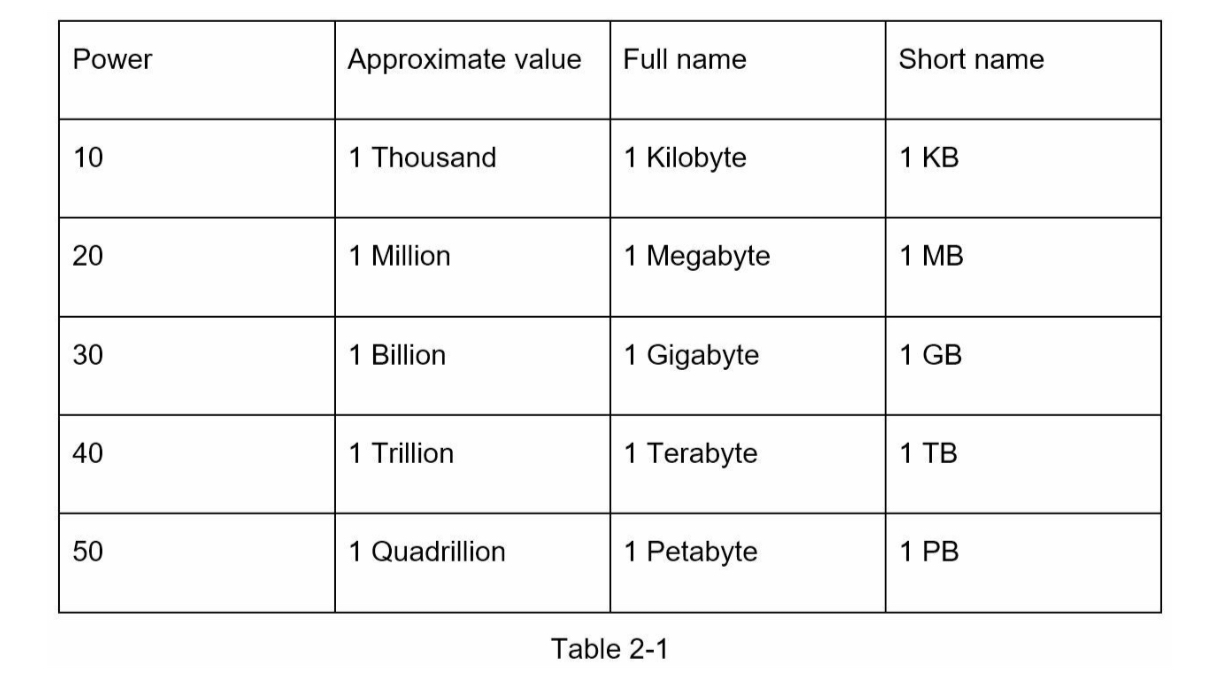 Power Approximate value Full name Short name
10 1 Thousand 1 Kilobyte 1 KB
20 1 Million 1 Megabyte 1 MB
30 1 Billion 1 Gigabyte 1 GB
40 1 Trillion 1 Terabyte 1 TB
50 1 Quadrillion 1 Petabyte 1 PB
Table 2-1